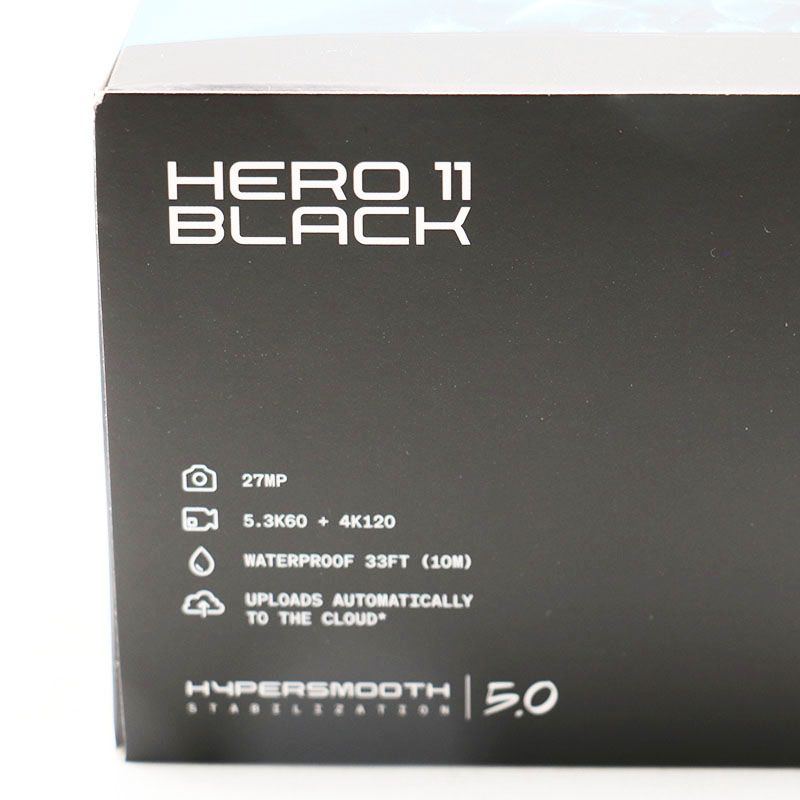 HERO 11
BLACK
27MP
5.3K60 + 4K120
WATERPROOF 33FT (10M)
UPLOADS AUTOMATICALLY
TO THE CLOUD*
HYPERSMOOTH 5.0
STABILIZATION